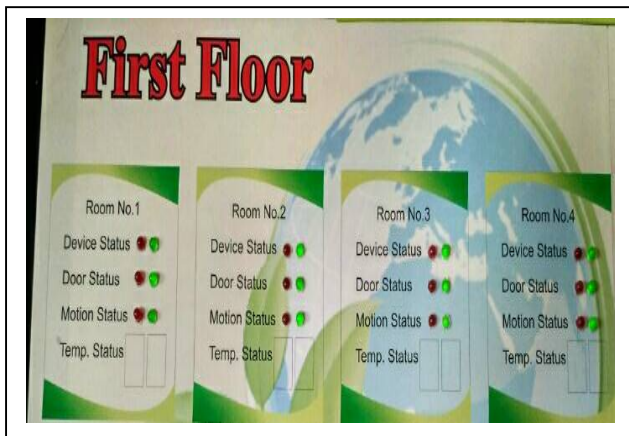 First Floor
Room No.1
Device Status
Door Status
Motion Status
Temp. Status
Room No.2
Device Status
Door Status
Motion Status
Temp. Status
Room No.3
Device Status
Door Status
Motion Status
Temp. Status
Room No.4
Device Status
Door Status
Motion Status
Temp. Status